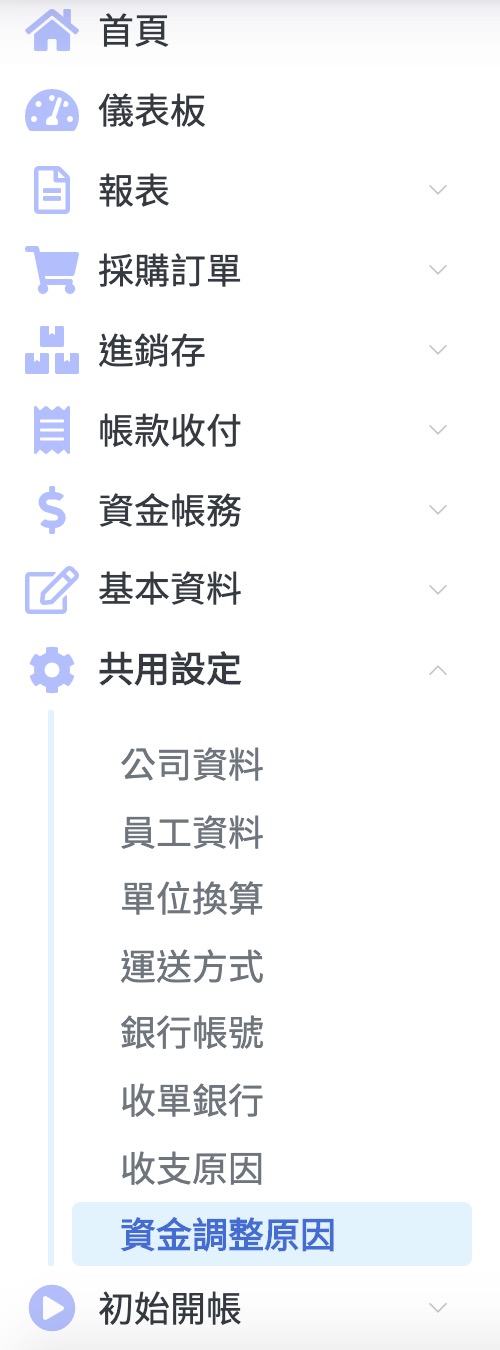 首頁
儀表板
報表
採購訂單
進銷存
帳款收付
資金帳務
基本資料
共用設定
公司資料
員工資料
單位換算
運送方式
銀行帳號
收單銀行
收支原因
資金調整原因
初始開帳